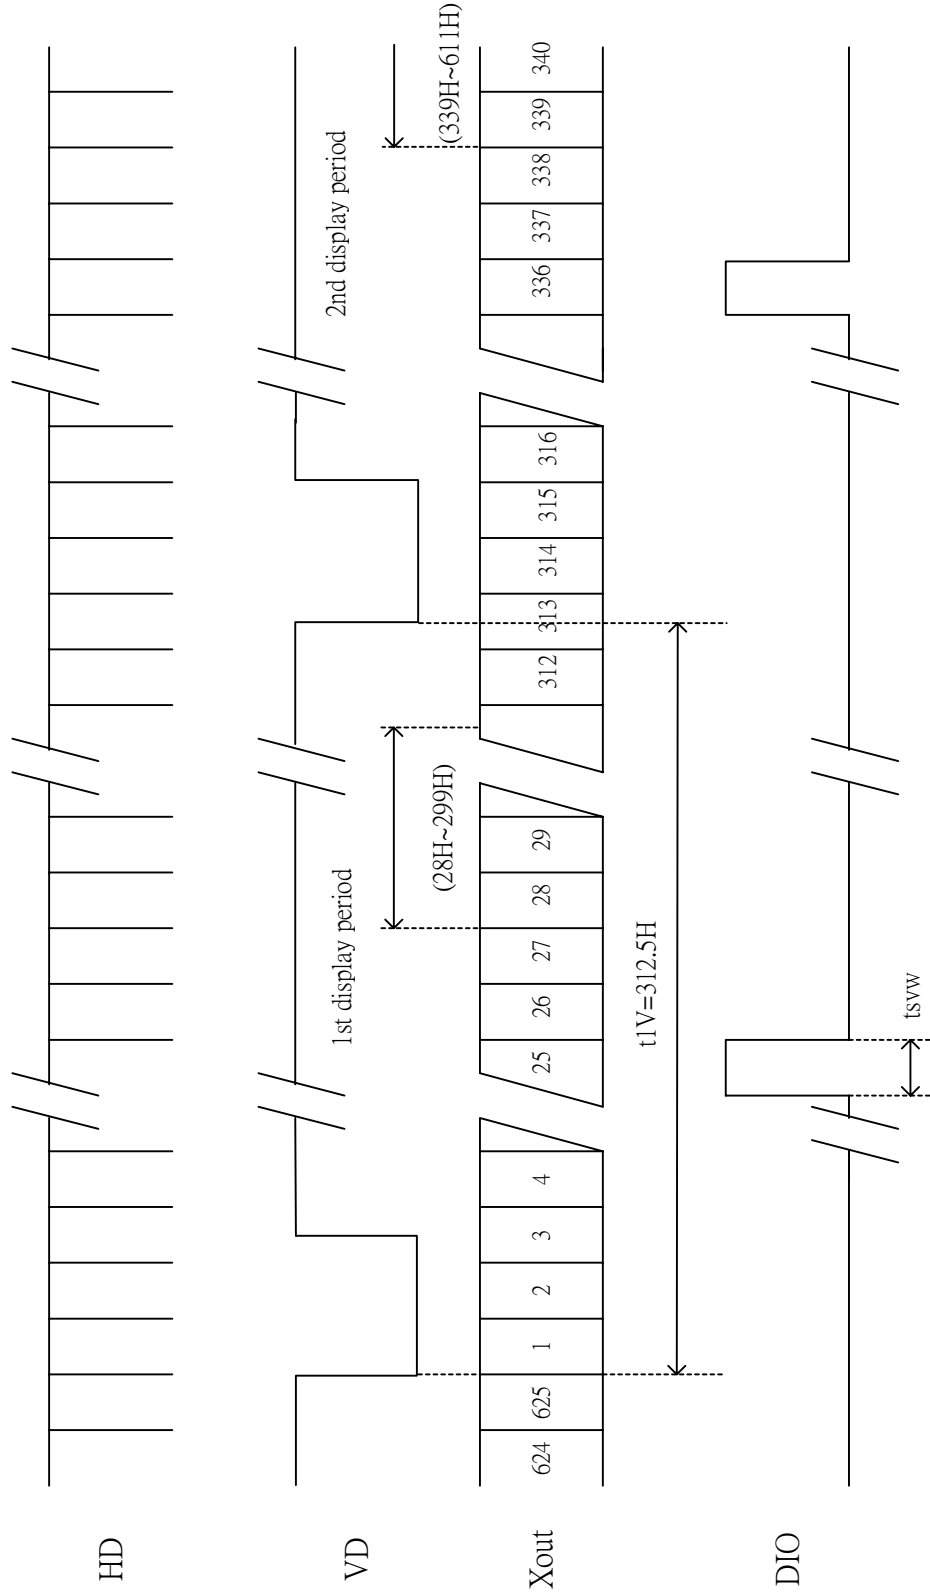 HD
VD
1st display period
2nd display period
(28H~299H)
(339H~611H)
Xout
624 625 1 2 3 4 25 26 27 28 29 312 313 314 315 316 336 337 338 339 340
t1V=312.5H
DIO
tsvw